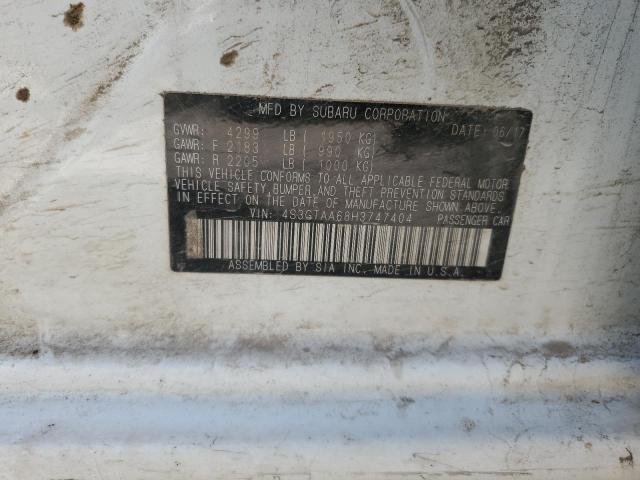 MFD BY SUBARU CORPORATION
GVWR: 4299 LB ( 1950 KG) DATE: 06/17
GAWR: F 2183 LB ( 990 KG)
GAWR: R 2205 LB ( 1000 KG)
THIS VEHICLE CONFORMS TO ALL APPLICABLE FEDERAL MOTOR
VEHICLE SAFETY, BUMPER AND THEFT PREVENTION STANDARDS
IN EFFECT ON THE DATE OF MANUFACTURE SHOWN ABOVE.
VIN: 4S3GTAA68H3747404 PASSENGER CAR
ASSEMBLED BY SIA INC. MADE IN U.S.A.